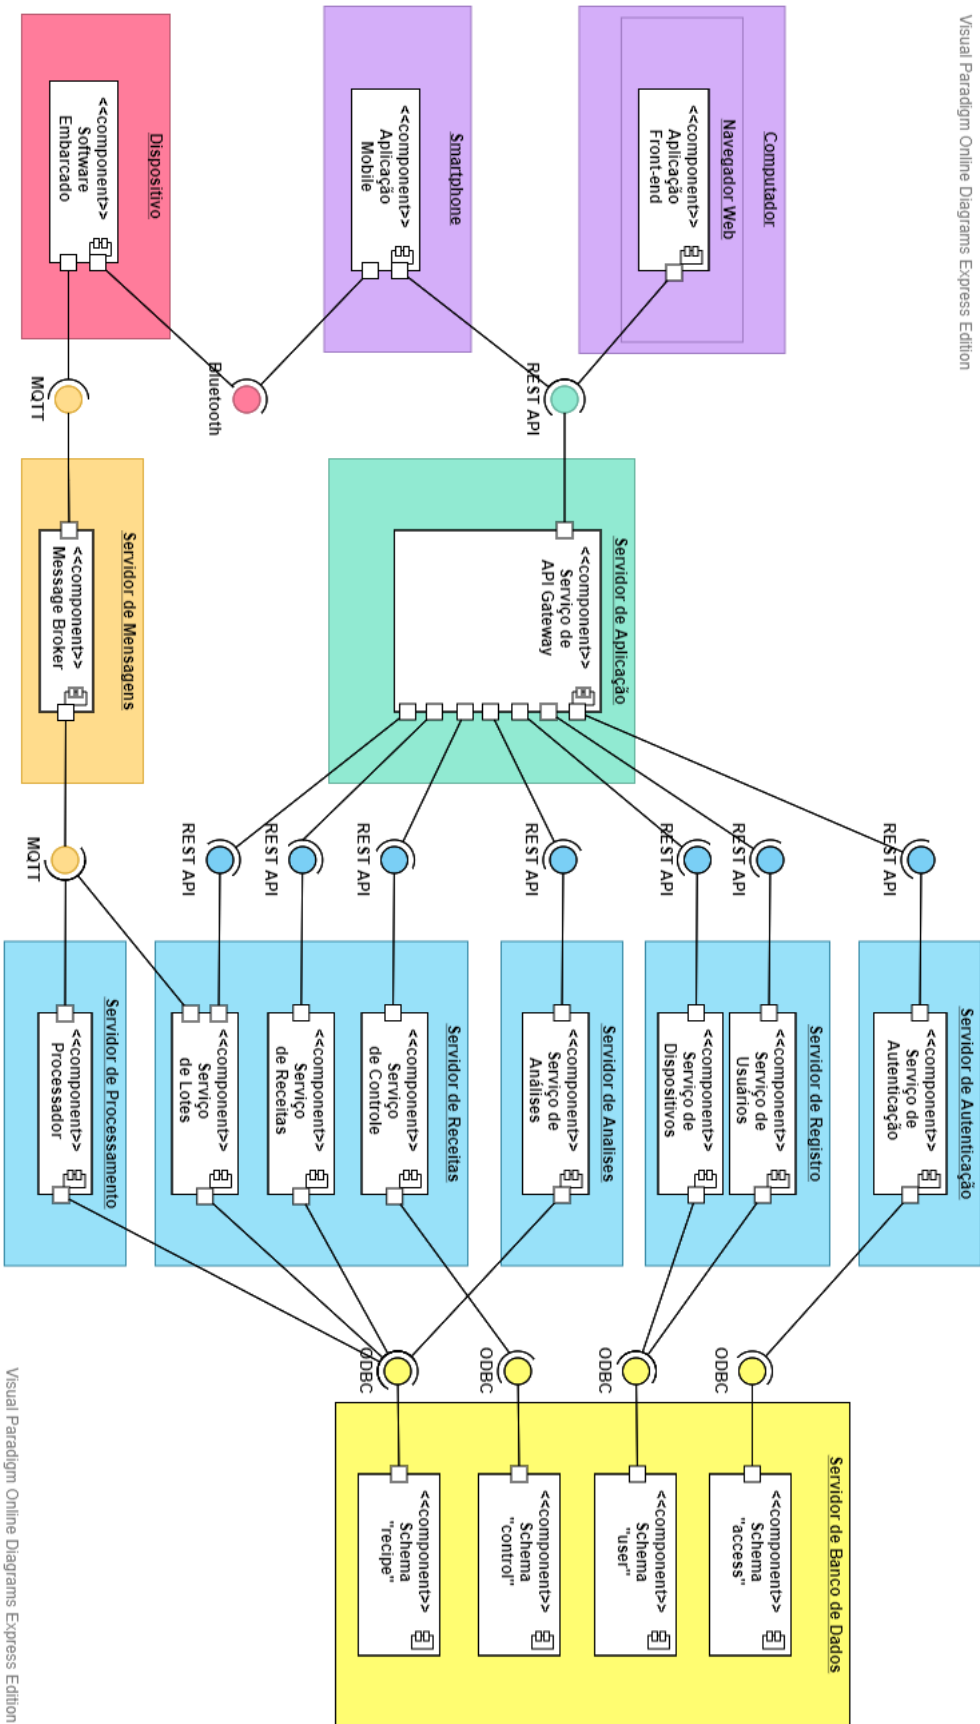 Visual Paradigm Online Diagrams Express Edition
Computador
Navegador Web
<<component>>
Aplicação
Front-end
Smartphone
<<component>>
Aplicação
Mobile
Dispositivo
<<component>>
Software
Embarcado
REST API
Bluetooth
MQTT
Servidor de Aplicação
<<component>>
Serviço de
API Gateway
Servidor de Mensagens
<<component>>
Message Broker
REST API
REST API
REST API
REST API
REST API
REST API
REST API
MQTT
Servidor de Autenticação
<<component>>
Serviço de
Autenticação
Servidor de Registro
<<component>>
Serviço de
Usuários
<<component>>
Serviço de
Dispositivos
Servidor de Analises
<<component>>
Serviço de
Análises
Servidor de Receitas
<<component>>
Serviço
de Controle
<<component>>
Serviço
de Receitas
<<component>>
Serviço
de Lotes
Servidor de Processamento
<<component>>
Processador
ODBC
ODBC
ODBC
ODBC
Servidor de Banco de Dados
<<component>>
Schema
"access"
<<component>>
Schema
"user"
<<component>>
Schema
"control"
<<component>>
Schema
"recipe"
Visual Paradigm Online Diagrams Express Edition